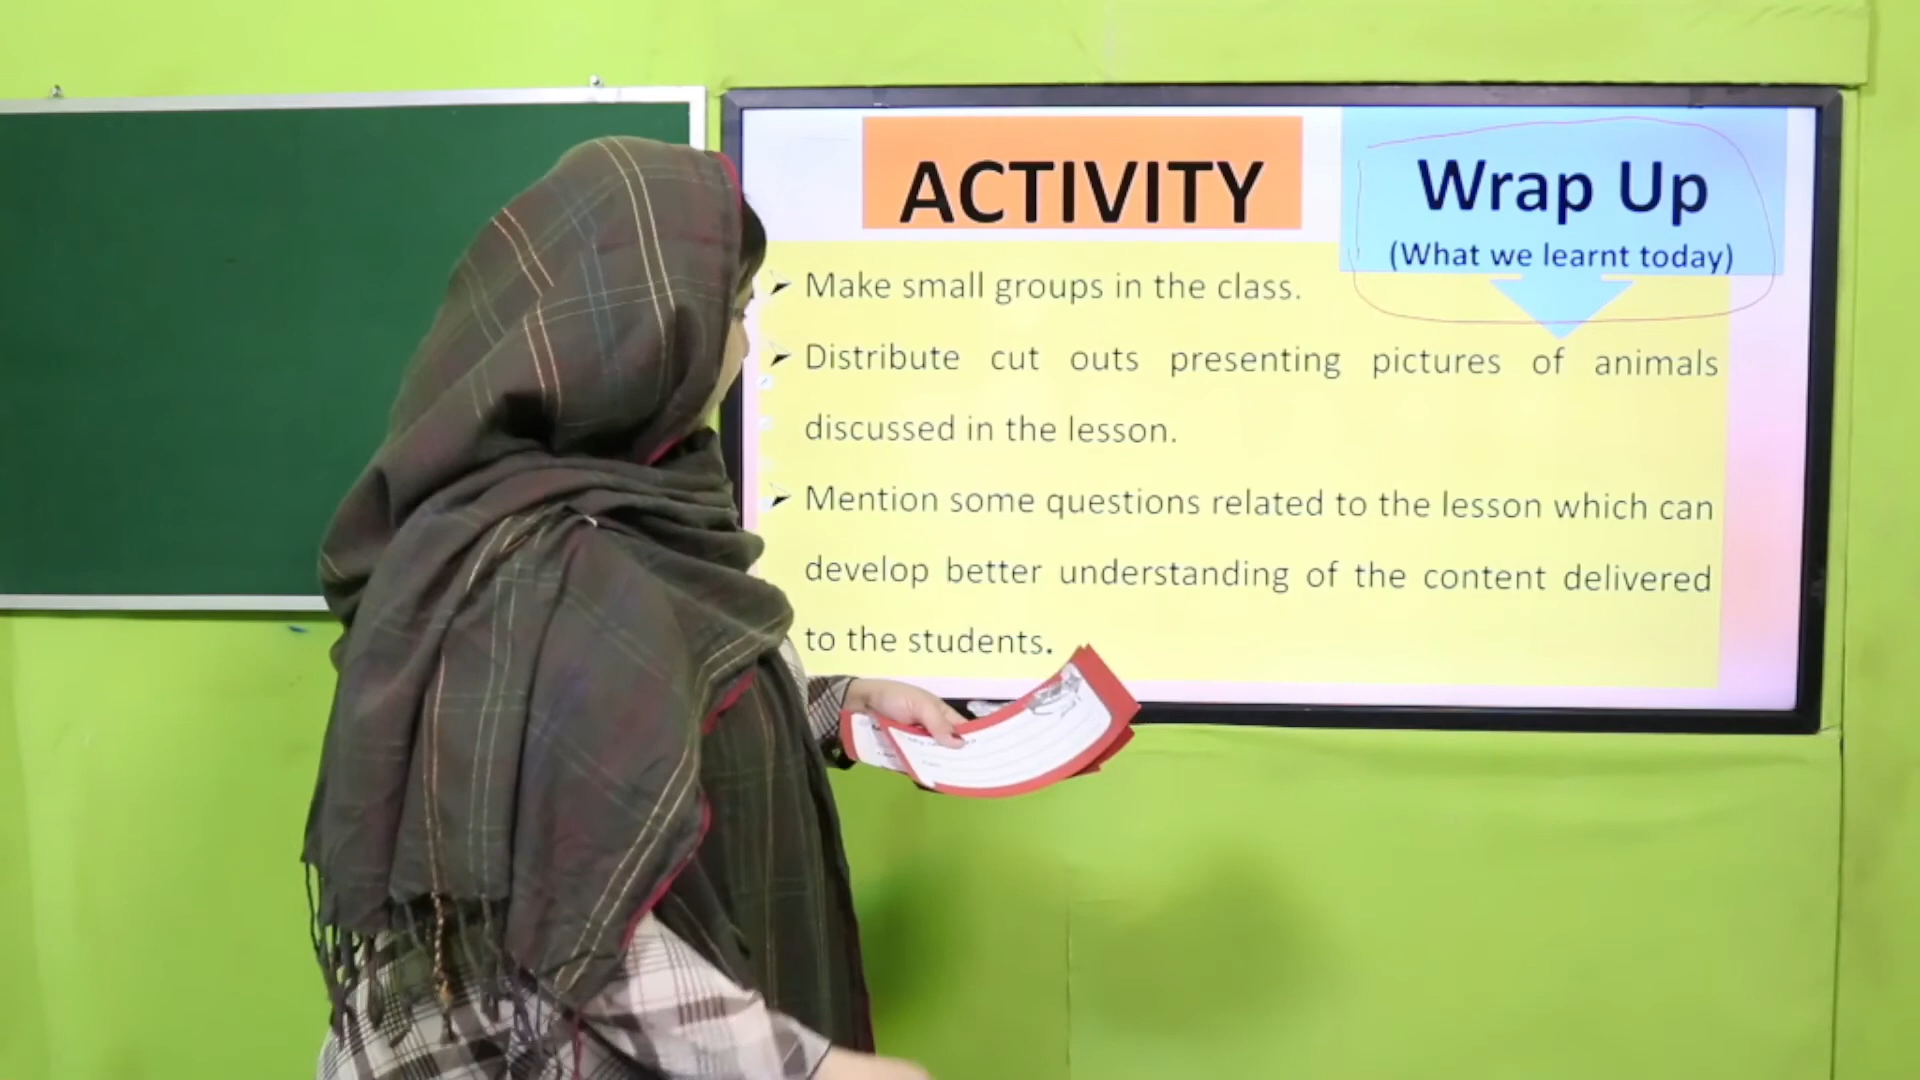 ACTIVITY
Wrap Up
(What we learnt today)
➢ Make small groups in the class.
➢ Distribute cut outs presenting pictures of animals
discussed in the lesson.
➢ Mention some questions related to the lesson which can
develop better understanding of the content delivered
to the students.